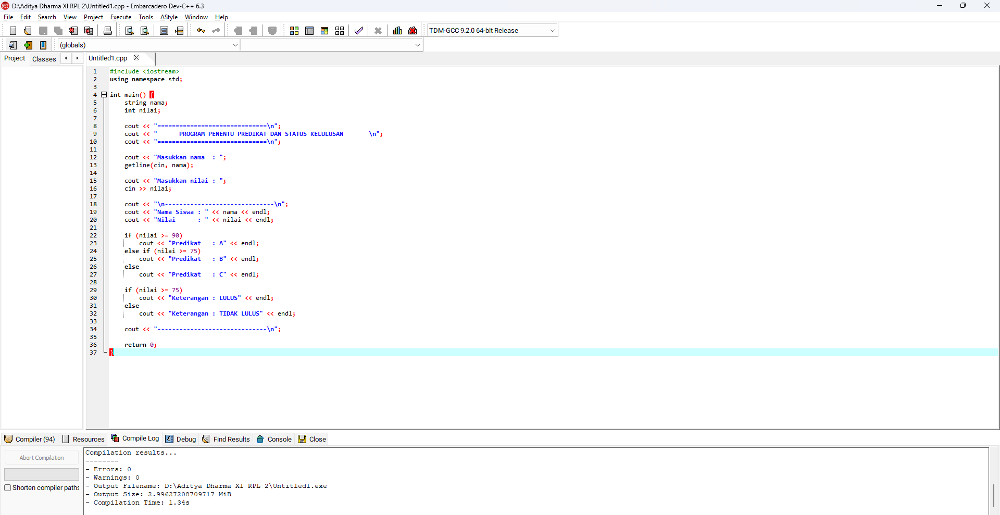 D:\Aditya Dharma XI RPL 2\Untitled1.cpp - Embarcadero Dev-C++ 6.3
File Edit Search View Project Execute Tools AStyle Window Help
TDM-GCC 9.2.0 64-bit Release
(globals)
Project Classes Untitled1.cpp
1 #include <iostream>
2 using namespace std;
3
4 int main() {
5 string nama;
6 int nilai;
7
8 cout << "==============================\n";
9 cout << "      PROGRAM PENENTU PREDIKAT DAN STATUS KELULUSAN       \n";
10 cout << "==============================\n";
11
12 cout << "Masukkan nama  : ";
13 getline(cin, nama);
14
15 cout << "Masukkan nilai : ";
16 cin >> nilai;
17
18 cout << "\n------------------------------\n";
19 cout << "Nama Siswa : " << nama << endl;
20 cout << "Nilai      : " << nilai << endl;
21
22 if (nilai >= 90)
23 cout << "Predikat   : A" << endl;
24 else if (nilai >= 75)
25 cout << "Predikat   : B" << endl;
26 else
27 cout << "Predikat   : C" << endl;
28
29 if (nilai >= 75)
30 cout << "Keterangan : LULUS" << endl;
31 else
32 cout << "Keterangan : TIDAK LULUS" << endl;
33
34 cout << "------------------------------\n";
35
36 return 0;
37 }
Compiler (94) Resources Compile Log Debug Find Results Console Close
Abort Compilation
Shorten compiler paths
Compilation results...
--------
- Errors: 0
- Warnings: 0
- Output Filename: D:\Aditya Dharma XI RPL 2\Untitled1.exe
- Output Size: 2.99627208709717 MiB
- Compilation Time: 1.34s